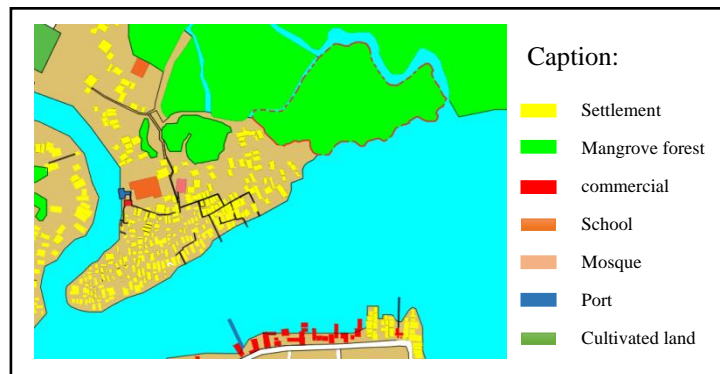 Caption:
Settlement
Mangrove forest
commercial
School
Mosque
Port
Cultivated land